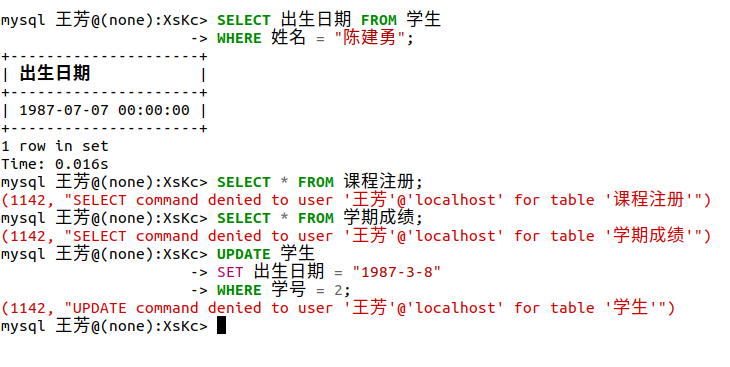 mysql 王芳@(none):XsKc> SELECT 出生日期 FROM 学生
-> WHERE 姓名 = "陈建勇";
+---------------------+
| 出生日期            |
+---------------------+
| 1987-07-07 00:00:00 |
+---------------------+
1 row in set
Time: 0.016s
mysql 王芳@(none):XsKc> SELECT * FROM 课程注册;
(1142, "SELECT command denied to user '王芳'@'localhost' for table '课程注册'")
mysql 王芳@(none):XsKc> SELECT * FROM 学期成绩;
(1142, "SELECT command denied to user '王芳'@'localhost' for table '学期成绩'")
mysql 王芳@(none):XsKc> UPDATE 学生
-> SET 出生日期 = "1987-3-8"
-> WHERE 学号 = 2;
(1142, "UPDATE command denied to user '王芳'@'localhost' for table '学生'")
mysql 王芳@(none):XsKc>